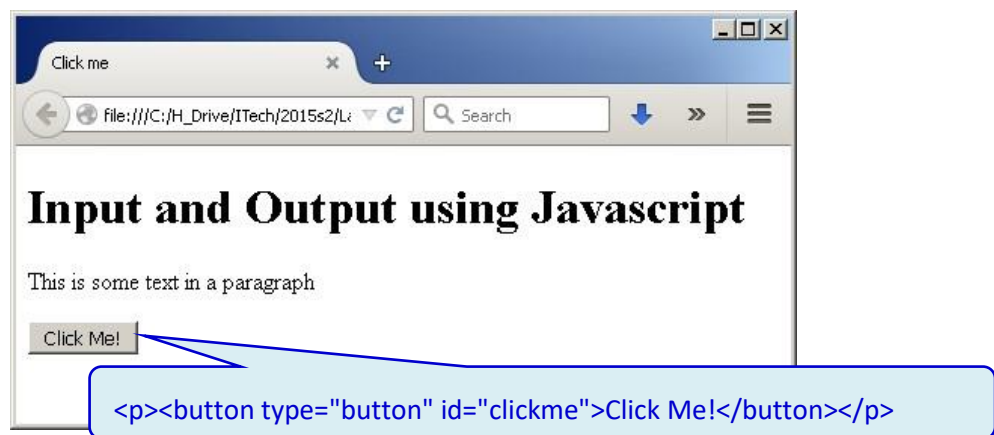 Click me
file:///C:/H_Drive/ITech/2015s2/La
Search
Input and Output using Javascript
This is some text in a paragraph
Click Me!
<p><button type="button" id="clickme">Click Me!</button></p>